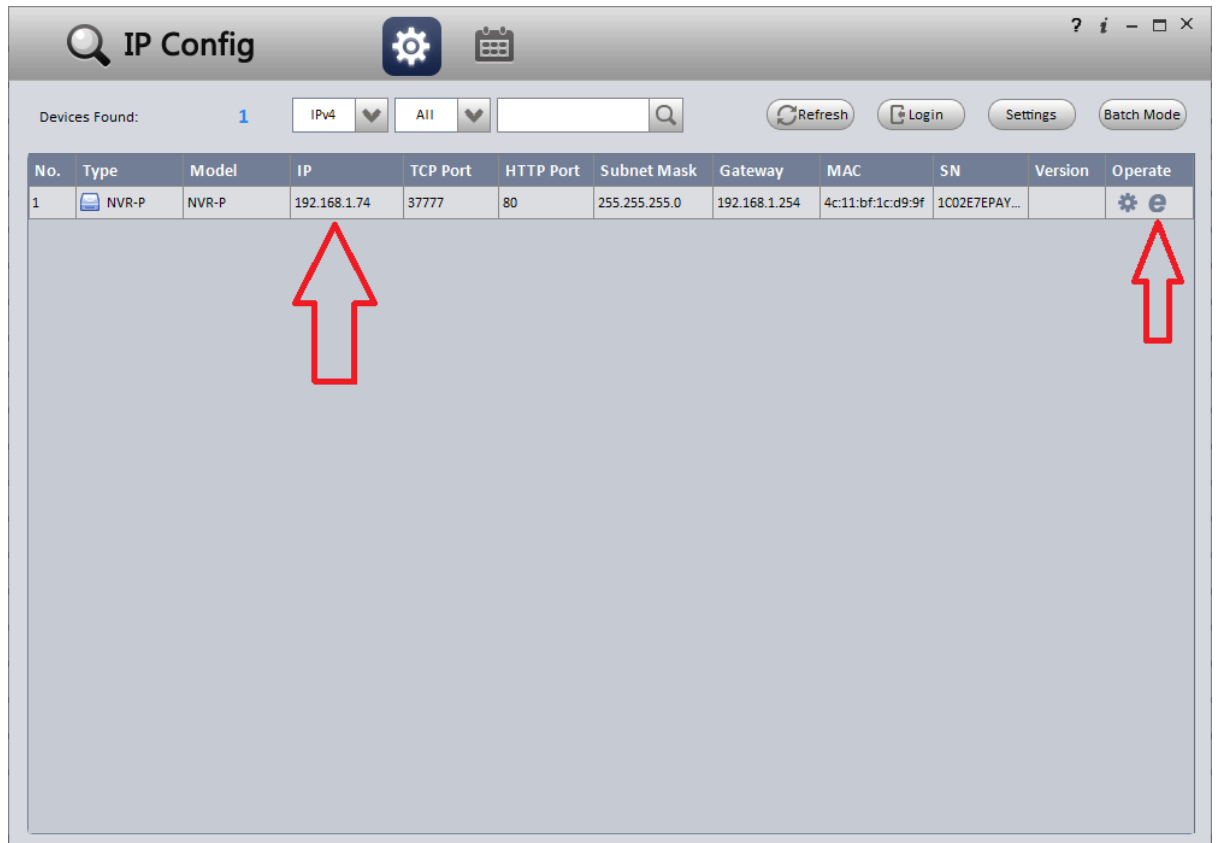 IP Config
? i
Devices Found: 1 IPv4 All Refresh Login Settings Batch Mode
No. Type Model IP TCP Port HTTP Port Subnet Mask Gateway MAC SN Version Operate
1 NVR-P NVR-P 192.168.1.74 37777 80 255.255.255.0 192.168.1.254 4c:11:bf:1c:d9:9f 1C02E7EPAY...